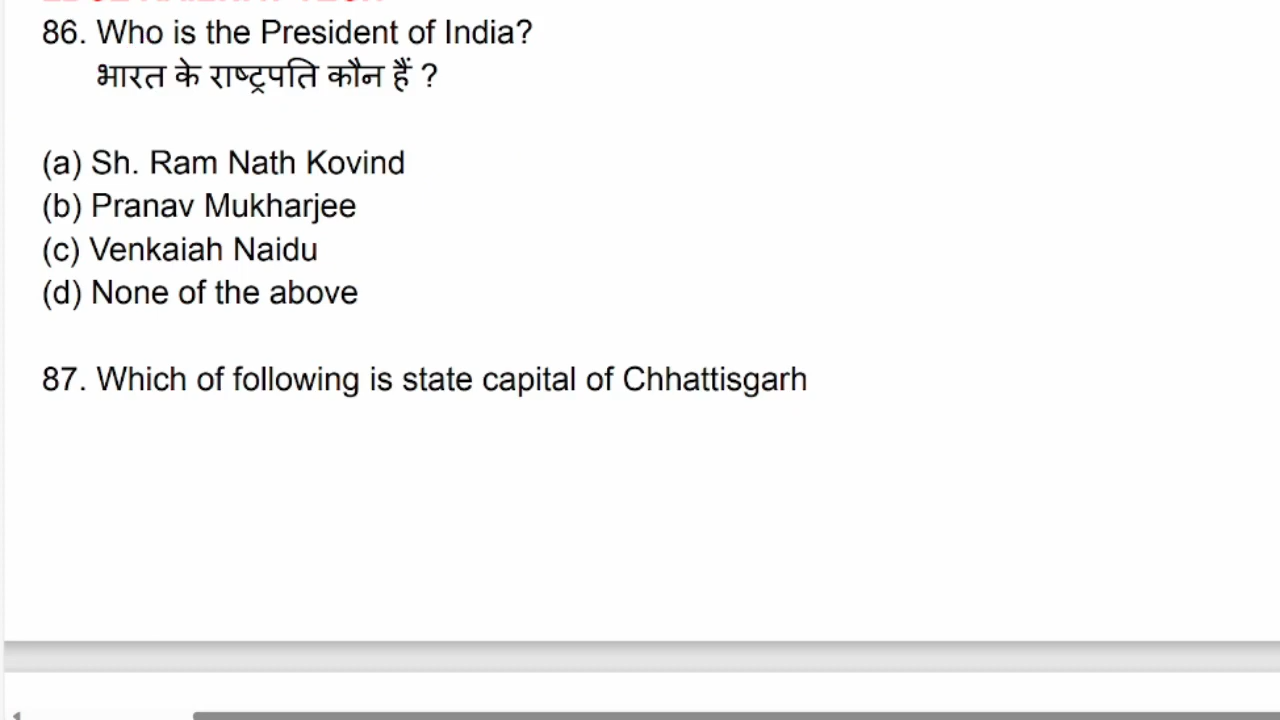 86. Who is the President of India?
भारत के राष्ट्रपति कौन हैं ?
(a) Sh. Ram Nath Kovind
(b) Pranav Mukharjee
(c) Venkaiah Naidu
(d) None of the above
87. Which of following is state capital of Chhattisgarh